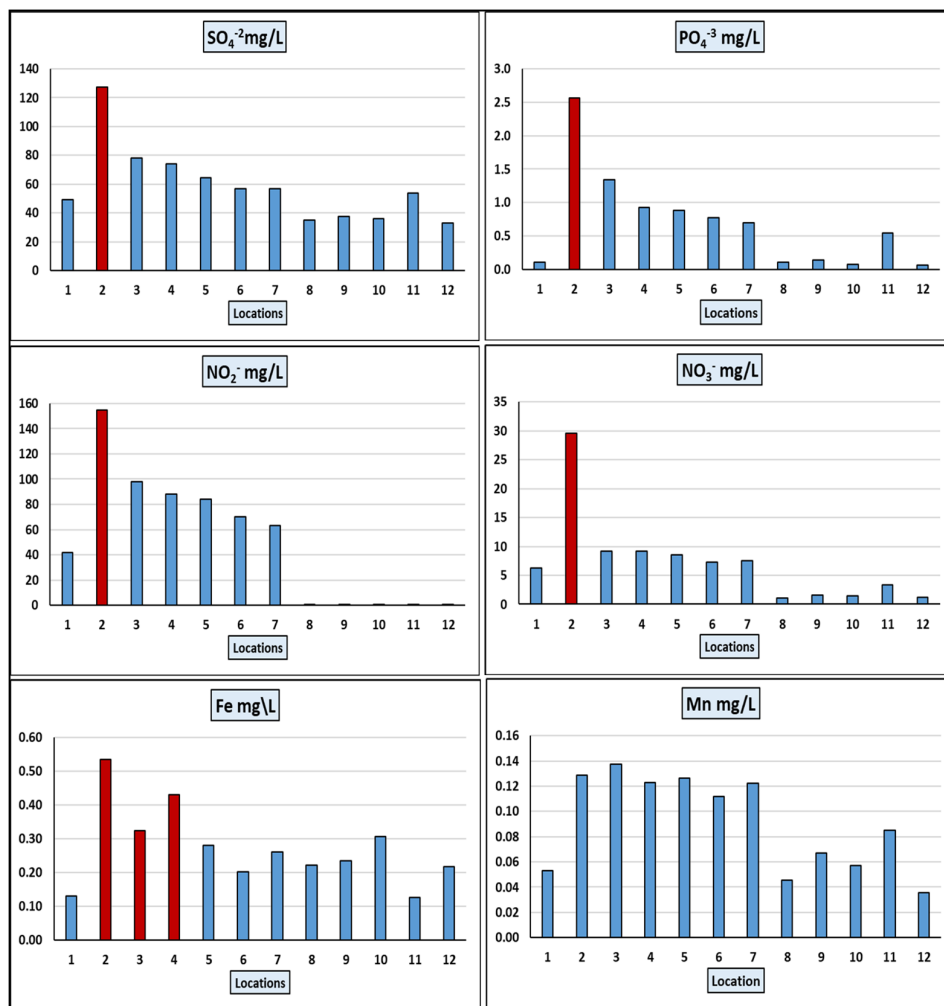 SO₄⁻²mg/L
140
120
100
80
60
40
20
0
1 2 3 4 5 6 7 8 9 10 11 12
Locations
PO₄⁻³ mg/L
3.0
2.5
2.0
1.5
1.0
0.5
0.0
1 2 3 4 5 6 7 8 9 10 11 12
Locations
NO₂⁻ mg/L
160
140
120
100
80
60
40
20
0
1 2 3 4 5 6 7 8 9 10 11 12
Locations
NO₃⁻ mg/L
35
30
25
20
15
10
5
0
1 2 3 4 5 6 7 8 9 10 11 12
Locations
Fe mg\L
0.60
0.50
0.40
0.30
0.20
0.10
0.00
1 2 3 4 5 6 7 8 9 10 11 12
Locations
Mn mg/L
0.16
0.14
0.12
0.10
0.08
0.06
0.04
0.02
0.00
1 2 3 4 5 6 7 8 9 10 11 12
Location